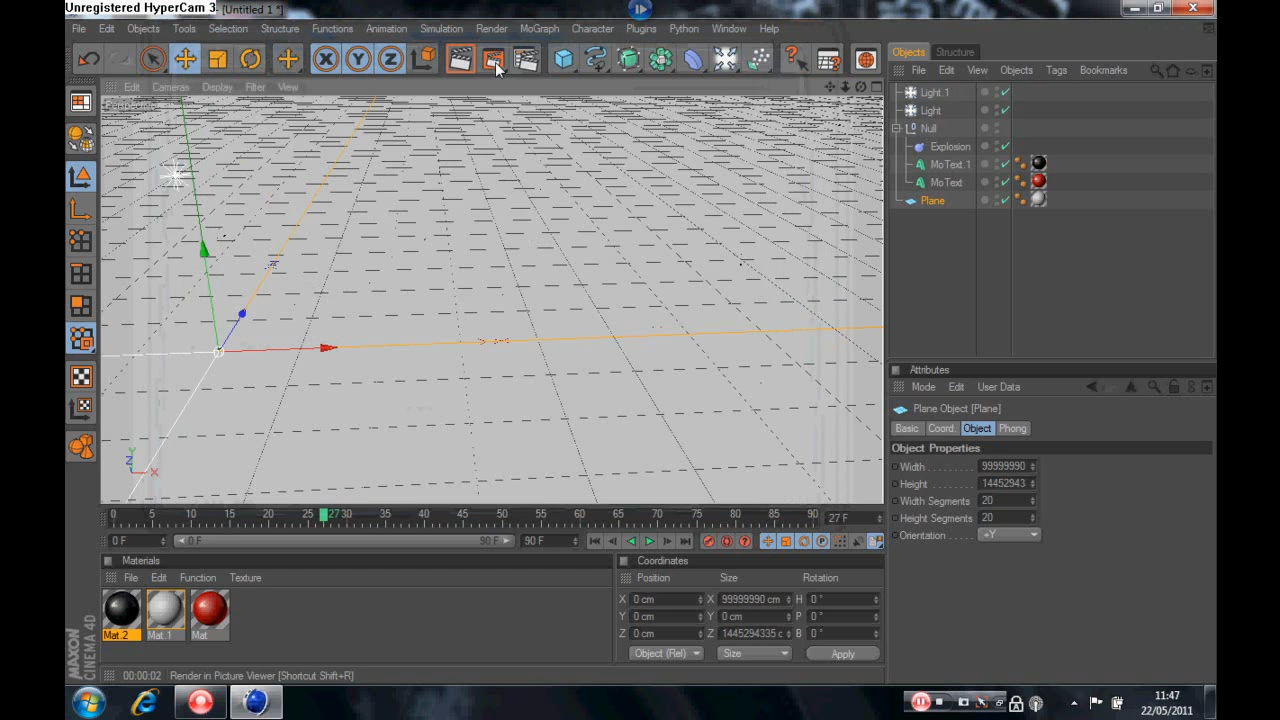 Unregistered HyperCam 3
[Untitled 1 *]
File Edit Objects Tools Selection Structure Functions Animation Simulation Render MoGraph Character Plugins Python Window Help
X Y Z
Objects Structure
File Edit View Objects Tags Bookmarks
Edit Cameras Display Filter View
Perspective
Light.1
Light
Null
Explosion
MoText.1
MoText
Plane
Attributes
Mode Edit User Data
Plane Object [Plane]
Basic Coord. Object Phong
Object Properties
Width 99999990
Height 14452943
Width Segments 20
Height Segments 20
Orientation +Y
Y
Z X
0 5 10 15 20 25 27 30 35 40 45 50 55 60 65 70 75 80 85 90 27 F
0 F 0 F 90 F 90 F
Materials
File Edit Function Texture
Mat.2 Mat.1 Mat
Coordinates
Position Size Rotation
X 0 cm X 99999990 cm H 0 °
Y 0 cm Y 0 cm P 0 °
Z 0 cm Z 1445294335 c B 0 °
Object (Rel) Size Apply
MAXON
CINEMA 4D
00:00:02 Render in Picture Viewer [Shortcut Shift+R]
11:47
22/05/2011